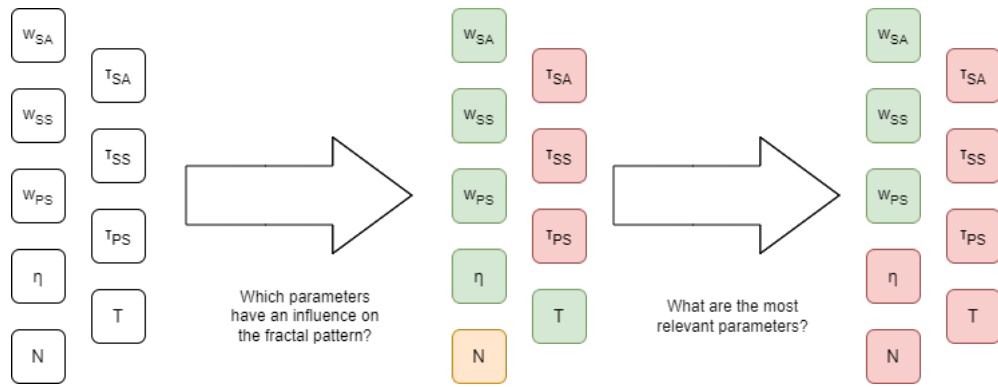 w_SA
τ_SA
w_SS
τ_SS
w_PS
τ_PS
η
T
N
Which parameters
have an influence on
the fractal pattern?
w_SA
τ_SA
w_SS
τ_SS
w_PS
τ_PS
η
T
N
What are the most
relevant parameters?
w_SA
τ_SA
w_SS
τ_SS
w_PS
τ_PS
η
T
N